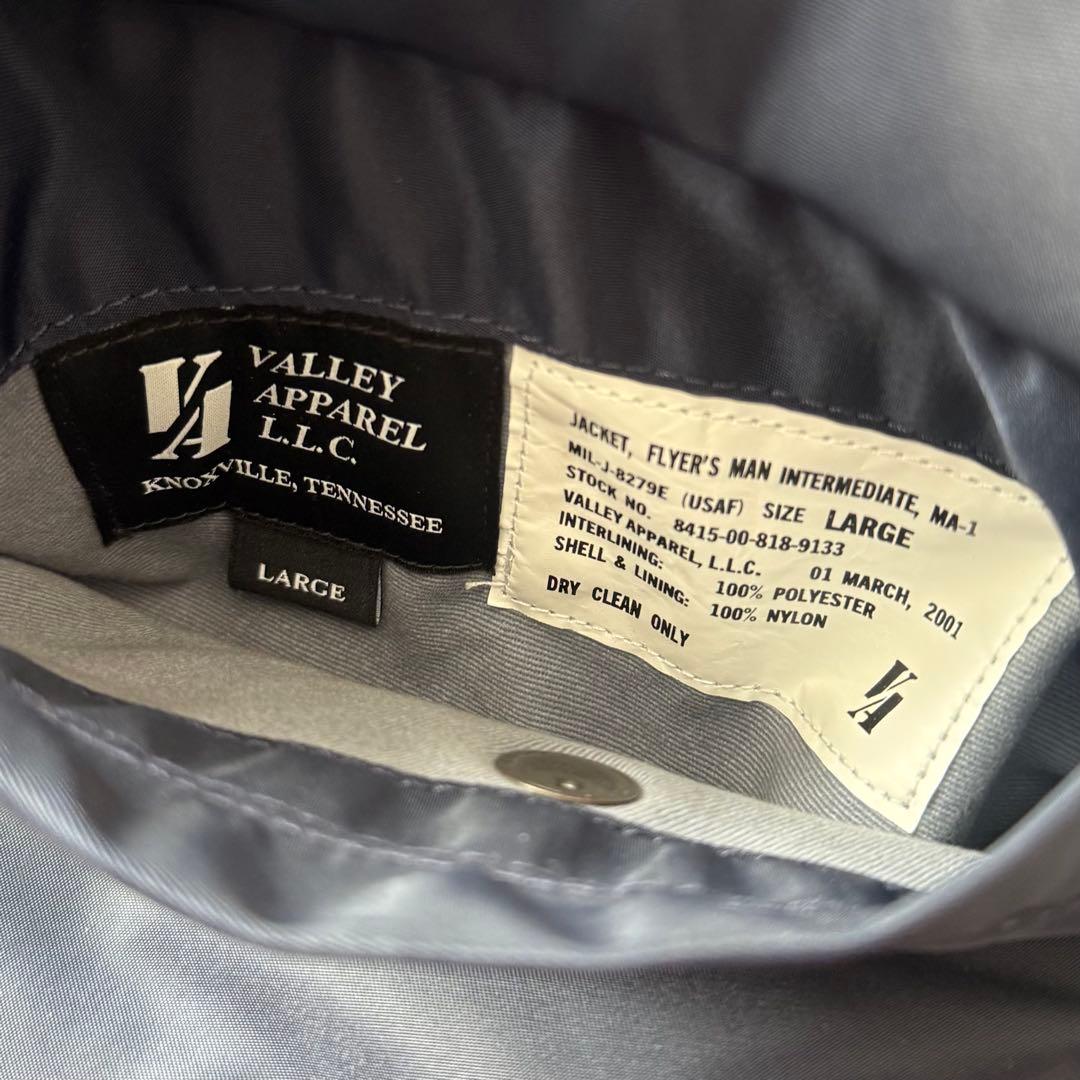 VA
VALLEY
APPAREL
L.L.C.
KNOXVILLE, TENNESSEE
LARGE
JACKET, FLYER'S MAN INTERMEDIATE, MA-1
MIL-J-8279E (USAF) SIZE LARGE
STOCK NO. 8415-00-818-9133
VALLEY APPAREL, L.L.C. 01 MARCH, 2001
INTERLINING: 100% POLYESTER
SHELL & LINING: 100% NYLON
DRY CLEAN ONLY
VA